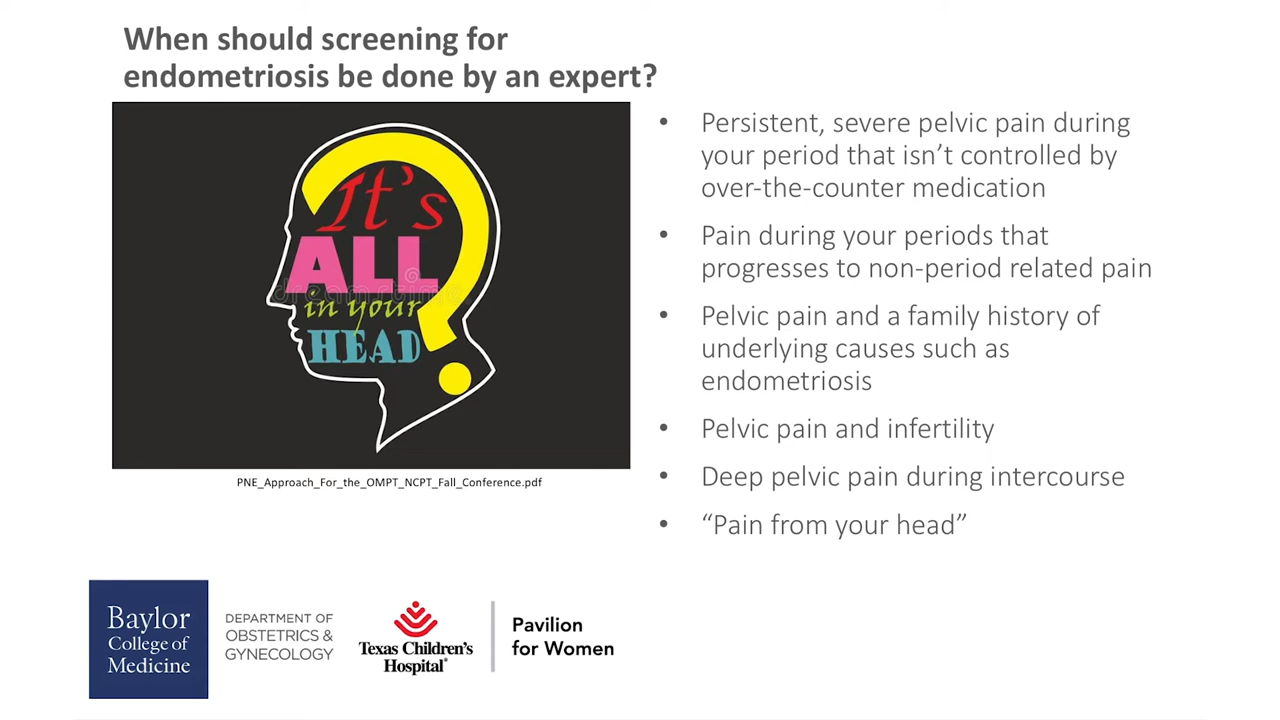 When should screening for
endometriosis be done by an expert?
It's
ALL
in your
HEAD
dreamstime
PNE_Approach_For_the_OMPT_NCPT_Fall_Conference.pdf
• Persistent, severe pelvic pain during
your period that isn’t controlled by
over-the-counter medication
• Pain during your periods that
progresses to non-period related pain
• Pelvic pain and a family history of
underlying causes such as
endometriosis
• Pelvic pain and infertility
• Deep pelvic pain during intercourse
• “Pain from your head”
Baylor
College of
Medicine
DEPARTMENT OF
OBSTETRICS &
GYNECOLOGY
Texas Children's
Hospital®
Pavilion
for Women